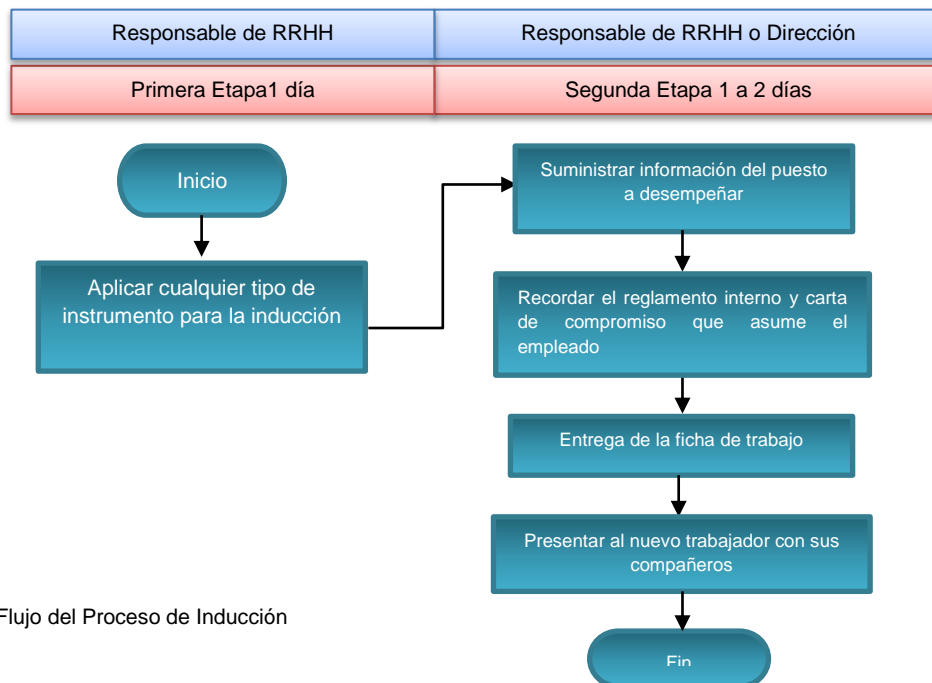 Responsable de RRHH
Responsable de RRHH o Dirección
Primera Etapa1 día
Segunda Etapa 1 a 2 días
Inicio
Aplicar cualquier tipo de
instrumento para la inducción
Suministrar información del puesto
a desempeñar
Recordar el reglamento interno y carta
de compromiso que asume el
empleado
Entrega de la ficha de trabajo
Presentar al nuevo trabajador con sus
compañeros
Fin
Flujo del Proceso de Inducción